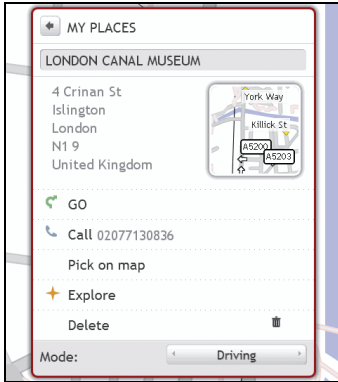 MY PLACES
LONDON CANAL MUSEUM
4 Crinan St
Islington
London
N1 9
United Kingdom
York Way
Killick St
A5200
A5203
GO
Call 02077130836
Pick on map
Explore
Delete
Mode: Driving